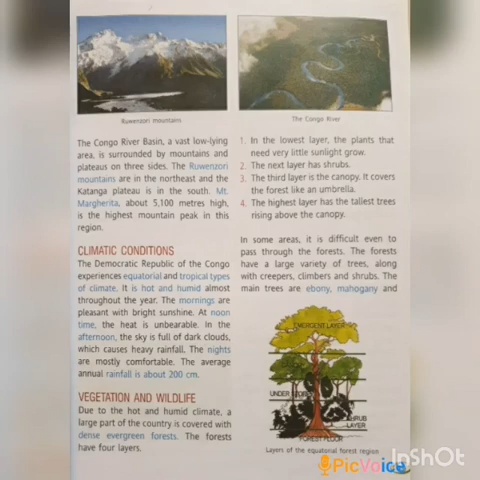 Ruwenzori mountains
The Congo River
The Congo River Basin, a vast low-lying
area, is surrounded by mountains and
plateaus on three sides. The Ruwenzori
mountains are in the northeast and the
Katanga plateau is in the south. Mt.
Margherita, about 5,100 metres high,
is the highest mountain peak in this
region.
CLIMATIC CONDITIONS
The Democratic Republic of the Congo
experiences equatorial and tropical types
of climate. It is hot and humid almost
throughout the year. The mornings are
pleasant with bright sunshine. At noon
time, the heat is unbearable. In the
afternoon, the sky is full of dark clouds,
which causes heavy rainfall. The nights
are mostly comfortable. The average
annual rainfall is about 200 cm.
VEGETATION AND WILDLIFE
Due to the hot and humid climate, a
large part of the country is covered with
dense evergreen forests. The forests
have four layers.
1. In the lowest layer, the plants that
need very little sunlight grow.
2. The next layer has shrubs.
3. The third layer is the canopy. It covers
the forest like an umbrella.
4. The highest layer has the tallest trees
rising above the canopy.
In some areas, it is difficult even to
pass through the forests. The forests
have a large variety of trees, along
with creepers, climbers and shrubs. The
main trees are ebony, mahogany and
EMERGENT LAYER
UNDER
SHRUB
LAYER
FOREST FLOOR
Layers of the equatorial forest region
PicVoice
InShOt